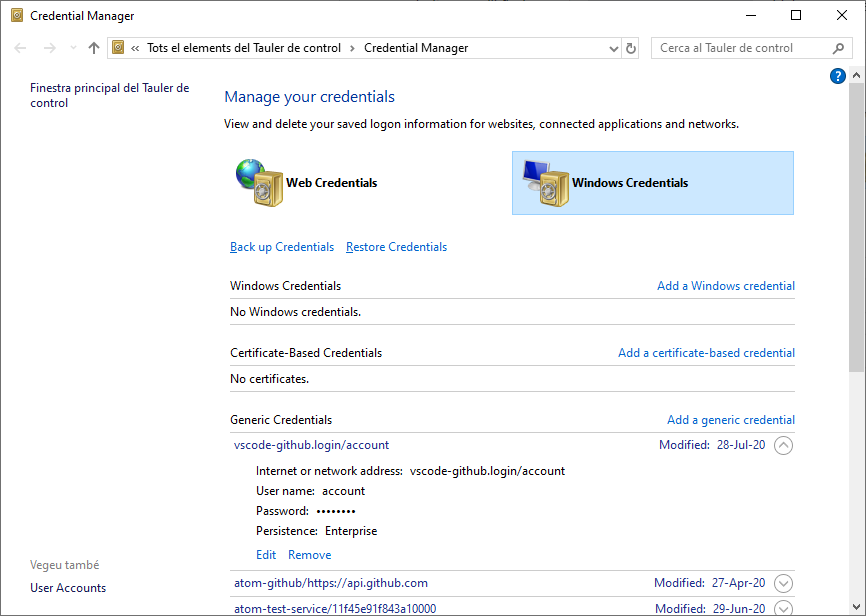 Credential Manager
« Tots el elements del Tauler de control › Credential Manager
Cerca al Tauler de control
?
Finestra principal del Tauler de
control
Manage your credentials
View and delete your saved logon information for websites, connected applications and networks.
Web Credentials
Windows Credentials
Back up Credentials Restore Credentials
Windows Credentials Add a Windows credential
No Windows credentials.
Certificate-Based Credentials Add a certificate-based credential
No certificates.
Generic Credentials Add a generic credential
vscode-github.login/account Modified: 28-Jul-20
Internet or network address: vscode-github.login/account
User name: account
Password: ••••••••
Persistence: Enterprise
Edit Remove
atom-github/https://api.github.com Modified: 27-Apr-20
atom-test-service/11f45e91f843a10000 Modified: 29-Jun-20
Vegeu també
User Accounts